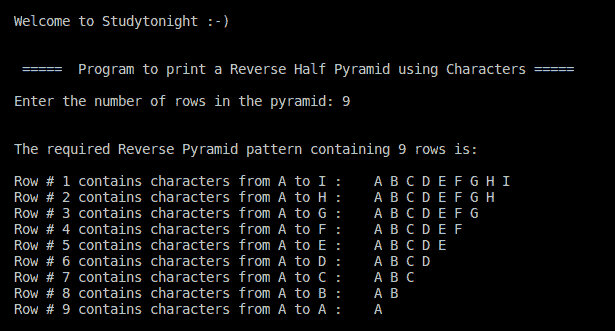 Welcome to Studytonight :-)
===== Program to print a Reverse Half Pyramid using Characters =====
Enter the number of rows in the pyramid: 9
The required Reverse Pyramid pattern containing 9 rows is:
Row # 1 contains characters from A to I :    A B C D E F G H I
Row # 2 contains characters from A to H :    A B C D E F G H
Row # 3 contains characters from A to G :    A B C D E F G
Row # 4 contains characters from A to F :    A B C D E F
Row # 5 contains characters from A to E :    A B C D E
Row # 6 contains characters from A to D :    A B C D
Row # 7 contains characters from A to C :    A B C
Row # 8 contains characters from A to B :    A B
Row # 9 contains characters from A to A :    A